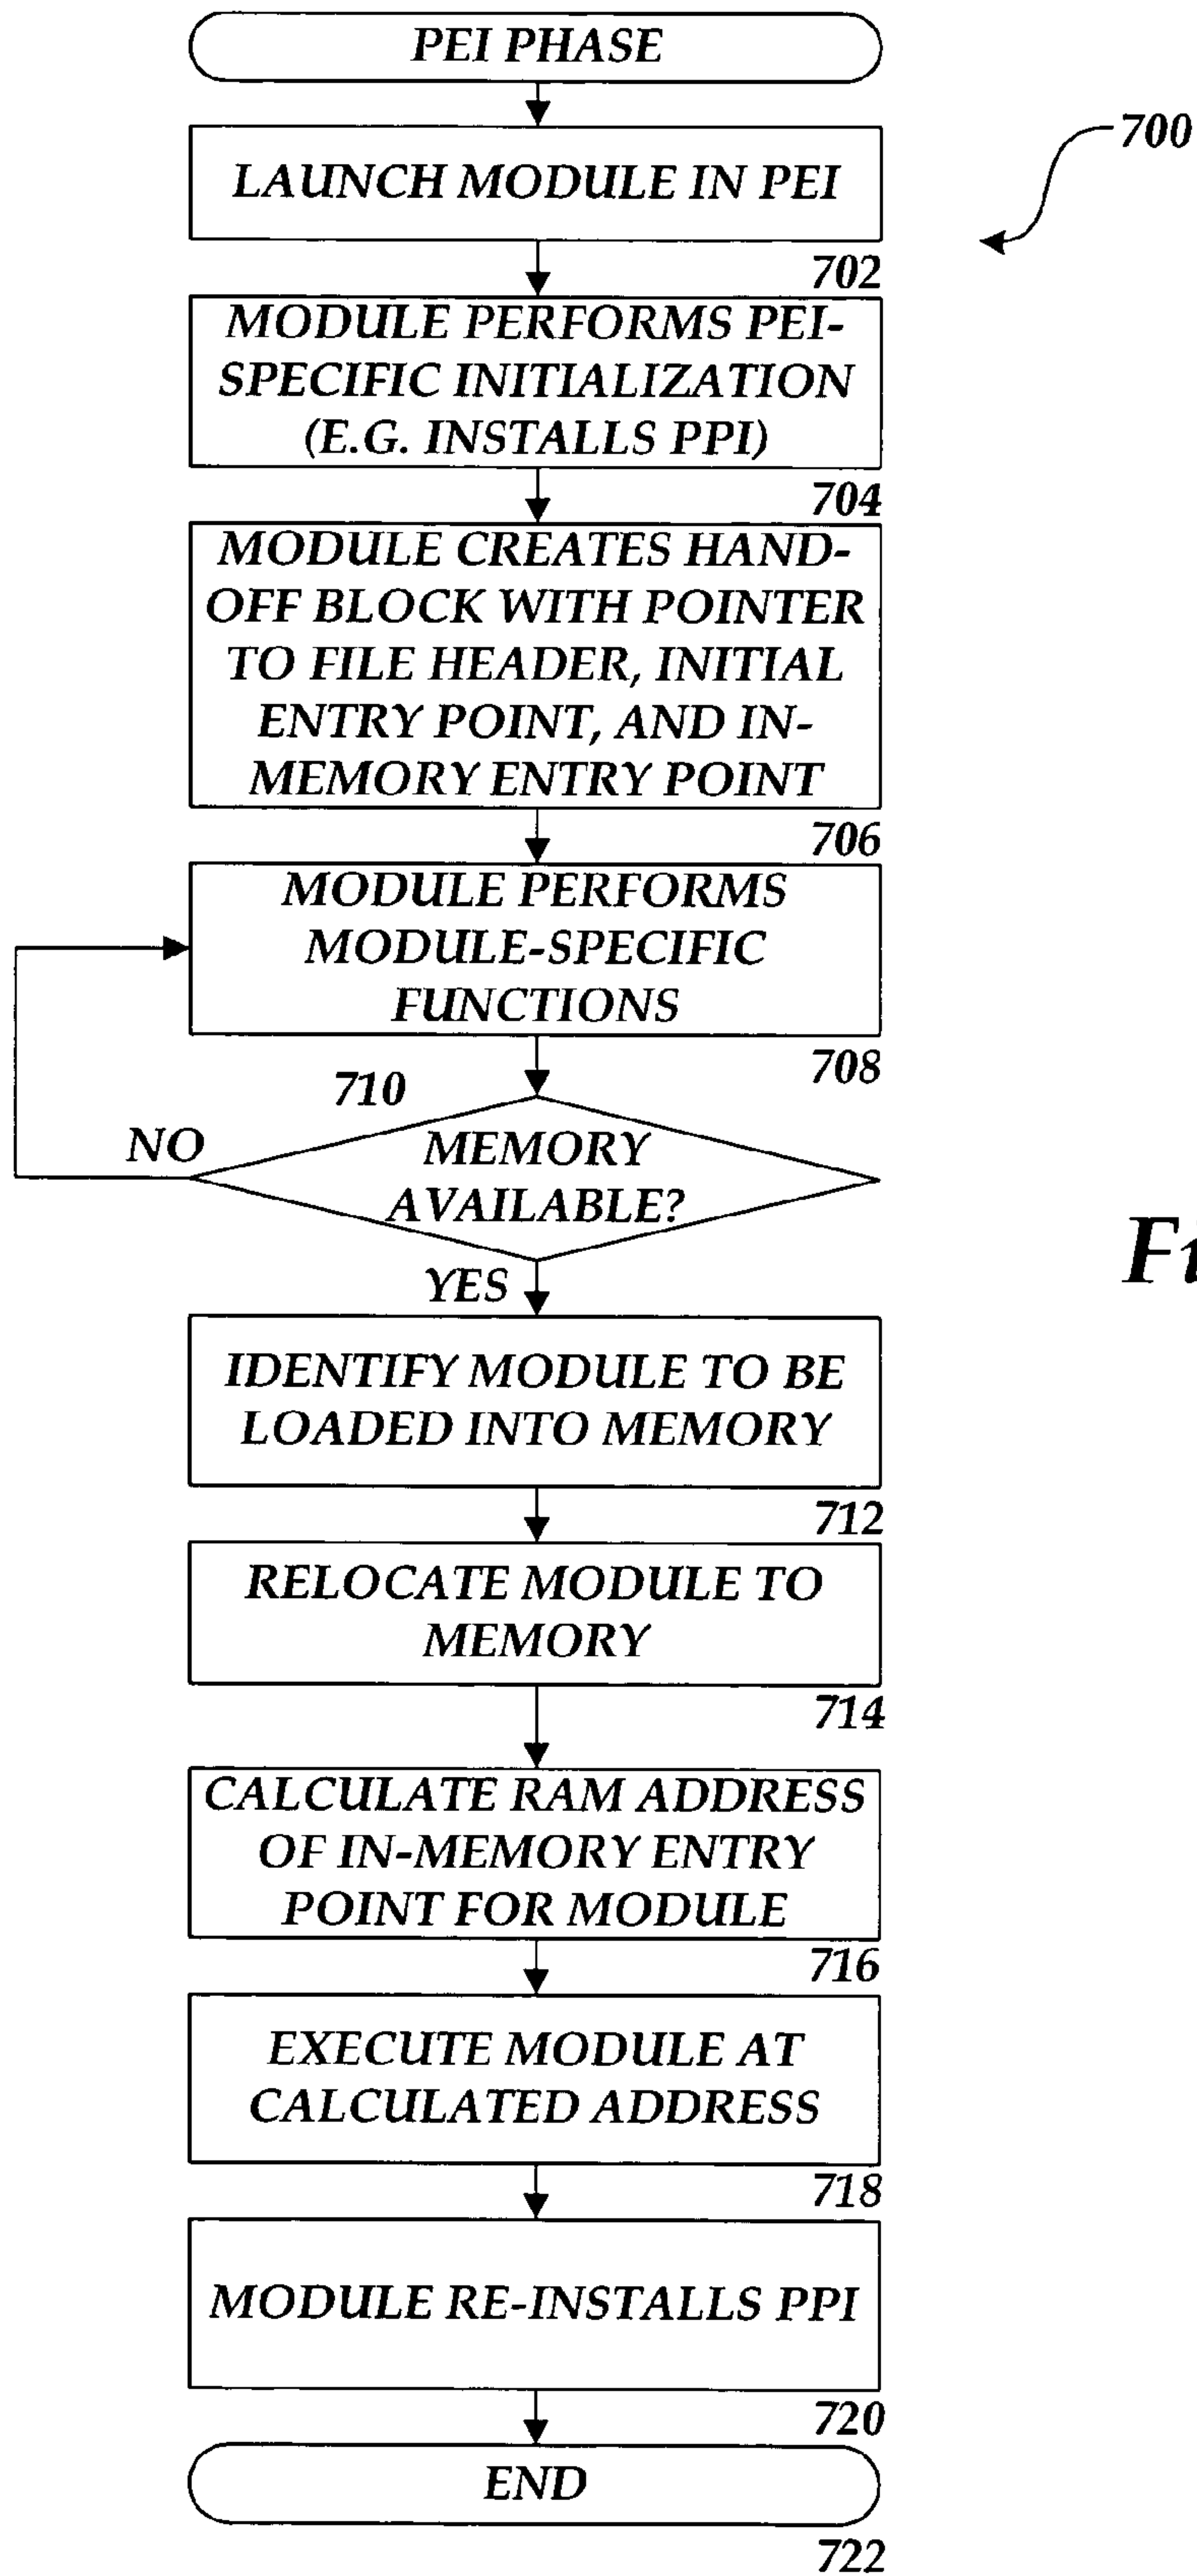 PEI PHASE
LAUNCH MODULE IN PEI
700
702
MODULE PERFORMS PEI-
SPECIFIC INITIALIZATION
(E.G. INSTALLS PPI)
704
MODULE CREATES HAND-
OFF BLOCK WITH POINTER
TO FILE HEADER, INITIAL
ENTRY POINT, AND IN-
MEMORY ENTRY POINT
706
MODULE PERFORMS
MODULE-SPECIFIC
FUNCTIONS
708
710
NO
MEMORY
AVAILABLE?
YES
IDENTIFY MODULE TO BE
LOADED INTO MEMORY
712
RELOCATE MODULE TO
MEMORY
714
CALCULATE RAM ADDRESS
OF IN-MEMORY ENTRY
POINT FOR MODULE
716
EXECUTE MODULE AT
CALCULATED ADDRESS
718
MODULE RE-INSTALLS PPI
720
END
722